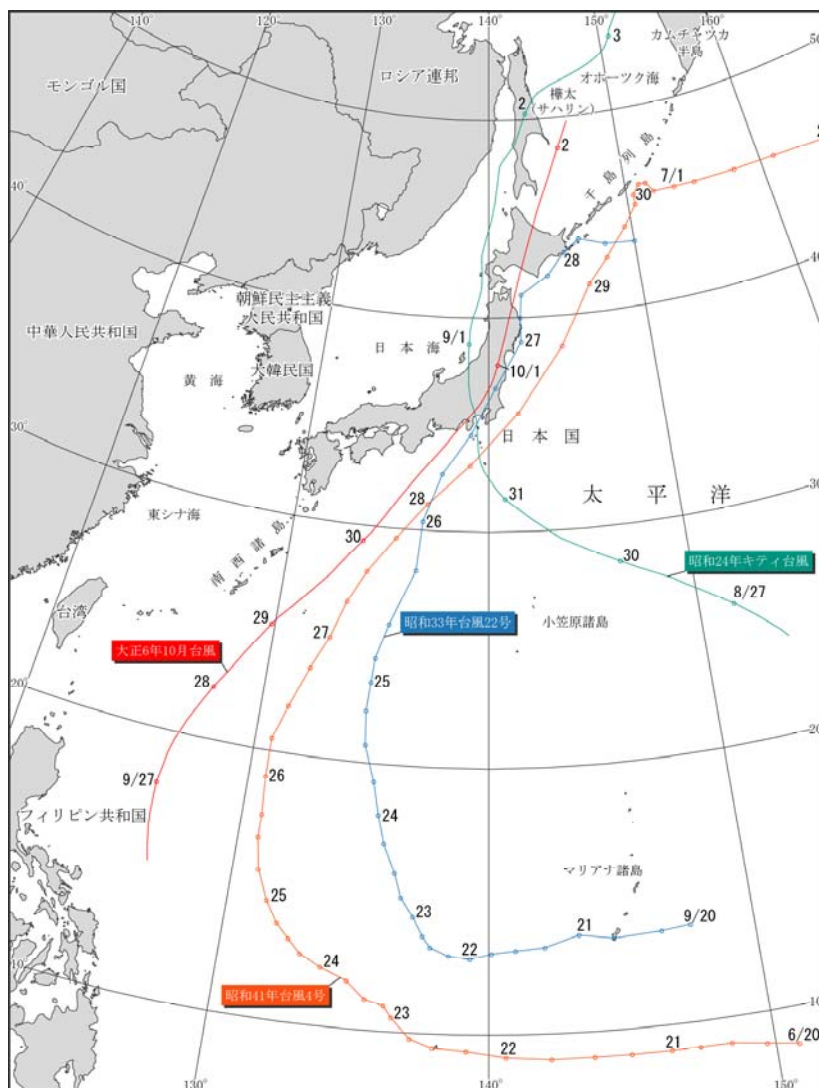 110°
120°
130°
140°
150°
160°
カムチャツカ
半島
50
モンゴル国
ロシア連邦
オホーツク海
樺太
(サハリン)
3
2
2
千島列島
7/1
30
40°
28
29
40
朝鮮民主主義
人民共和国
中華人民共和国
大韓民国
日本海
9/1
27
10/1
黄海
日本国
30°
太平洋
30
31
28
26
東シナ海
南西諸島
30
30
昭和24年キティ台風
8/27
台湾
29
27
昭和33年台風22号
小笠原諸島
大正6年10月台風
28
25
20°
20
9/27
26
フィリピン共和国
24
マリアナ諸島
25
23
21
9/20
22
24
10°
昭和41年台風4号
23
10
22
21
6/20
130°
140°
150°